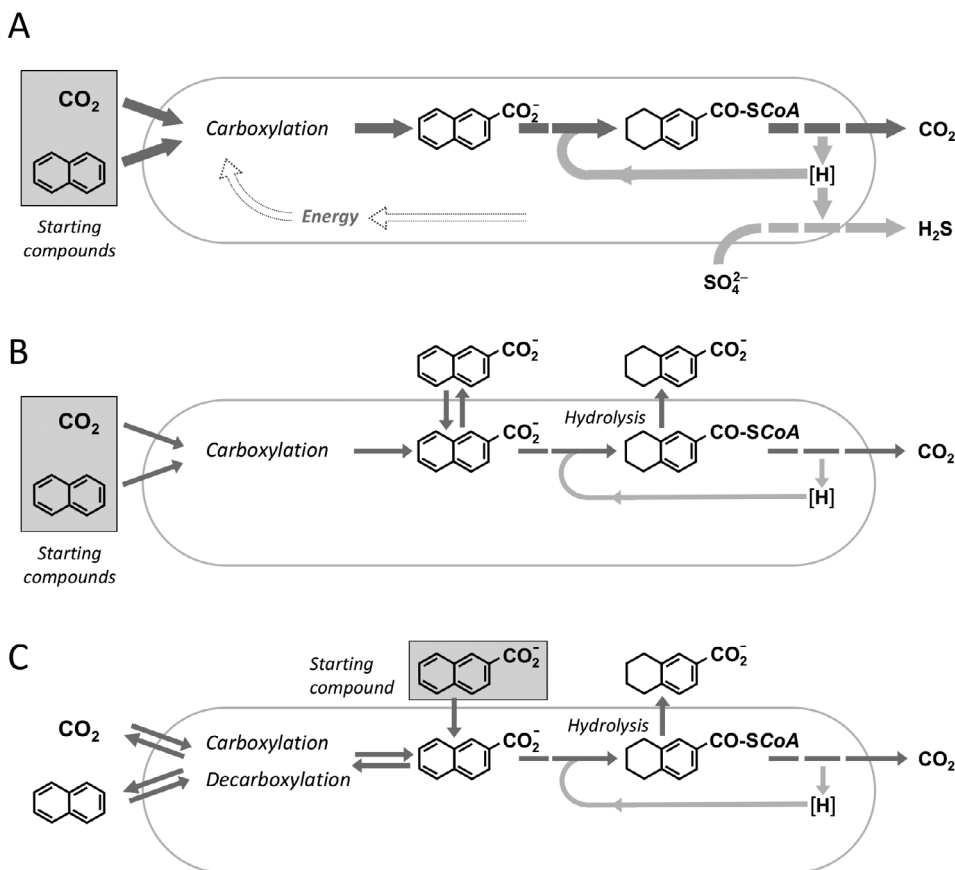 A
CO₂
Starting
compounds
Carboxylation
CO₂⁻
CO-SCoA
CO₂
[H]
Energy
SO₄²⁻
H₂S
B
CO₂⁻
CO₂⁻
CO₂
Starting
compounds
Carboxylation
CO₂⁻
Hydrolysis
CO-SCoA
CO₂
[H]
C
Starting
compound
CO₂⁻
CO₂⁻
CO₂
Carboxylation
Decarboxylation
CO₂⁻
Hydrolysis
CO-SCoA
CO₂
[H]